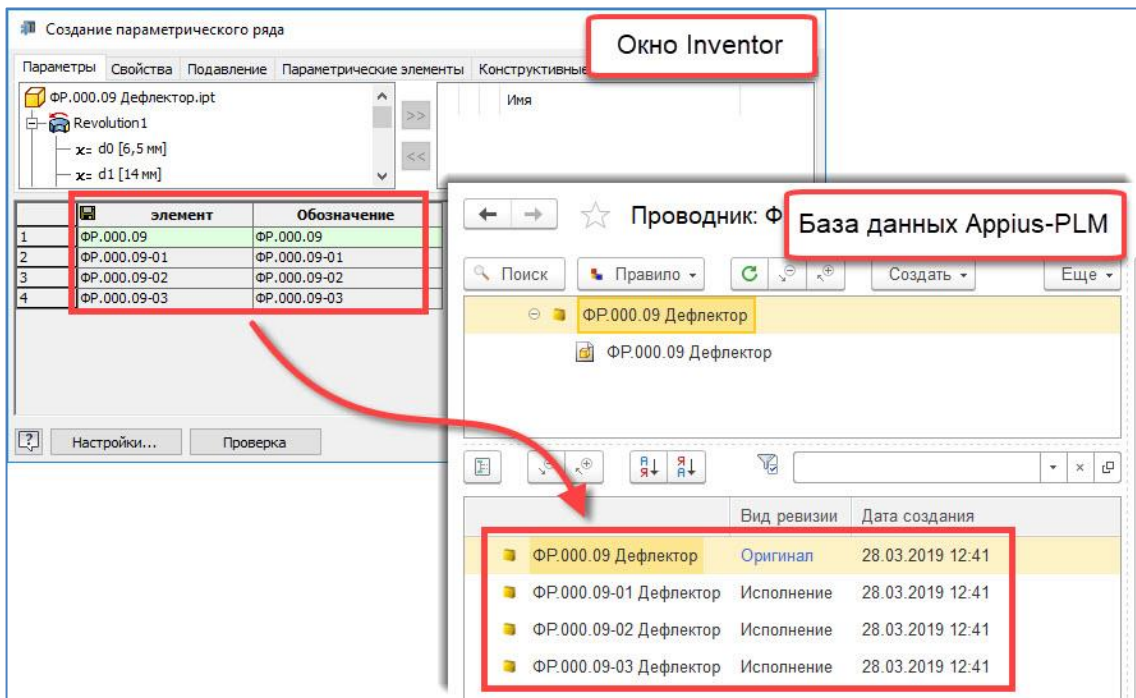 Создание параметрического ряда
Окно Inventor
Параметры Свойства Подавление Параметрические элементы Конструктивные
ФР.000.09 Дефлектор.ipt
Revolution1
x= d0 [6,5 мм]
x= d1 [14 мм]
>>
<<
Имя
элемент Обозначение
1 ФР.000.09 ФР.000.09
2 ФР.000.09-01 ФР.000.09-01
3 ФР.000.09-02 ФР.000.09-02
4 ФР.000.09-03 ФР.000.09-03
Настройки... Проверка
Проводник: Ф
База данных Appius-PLM
Поиск Правило Создать Еще
ФР.000.09 Дефлектор
ФР.000.09 Дефлектор
Вид ревизии Дата создания
ФР.000.09 Дефлектор Оригинал 28.03.2019 12:41
ФР.000.09-01 Дефлектор Исполнение 28.03.2019 12:41
ФР.000.09-02 Дефлектор Исполнение 28.03.2019 12:41
ФР.000.09-03 Дефлектор Исполнение 28.03.2019 12:41